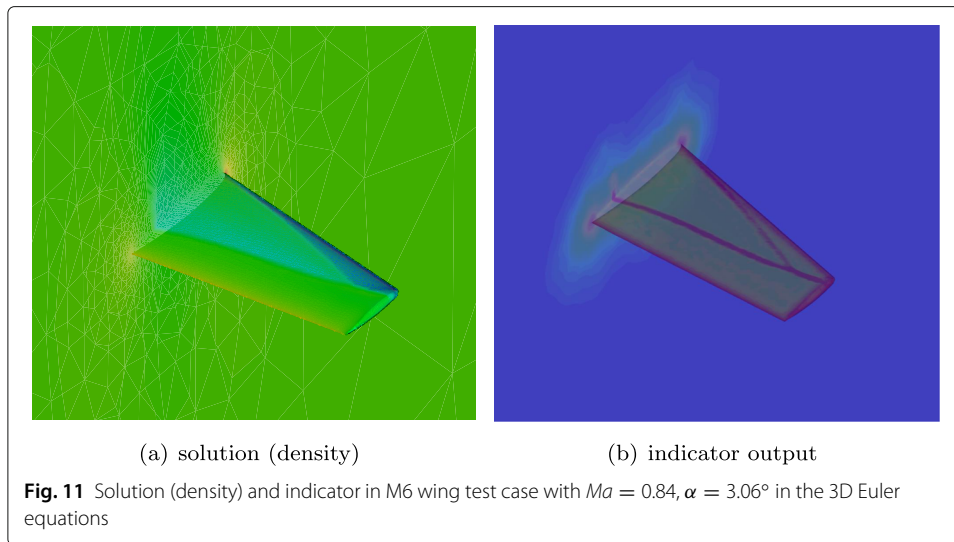 (a) solution (density)
(b) indicator output
Fig. 11 Solution (density) and indicator in M6 wing test case with Ma = 0.84, α = 3.06° in the 3D Euler
equations